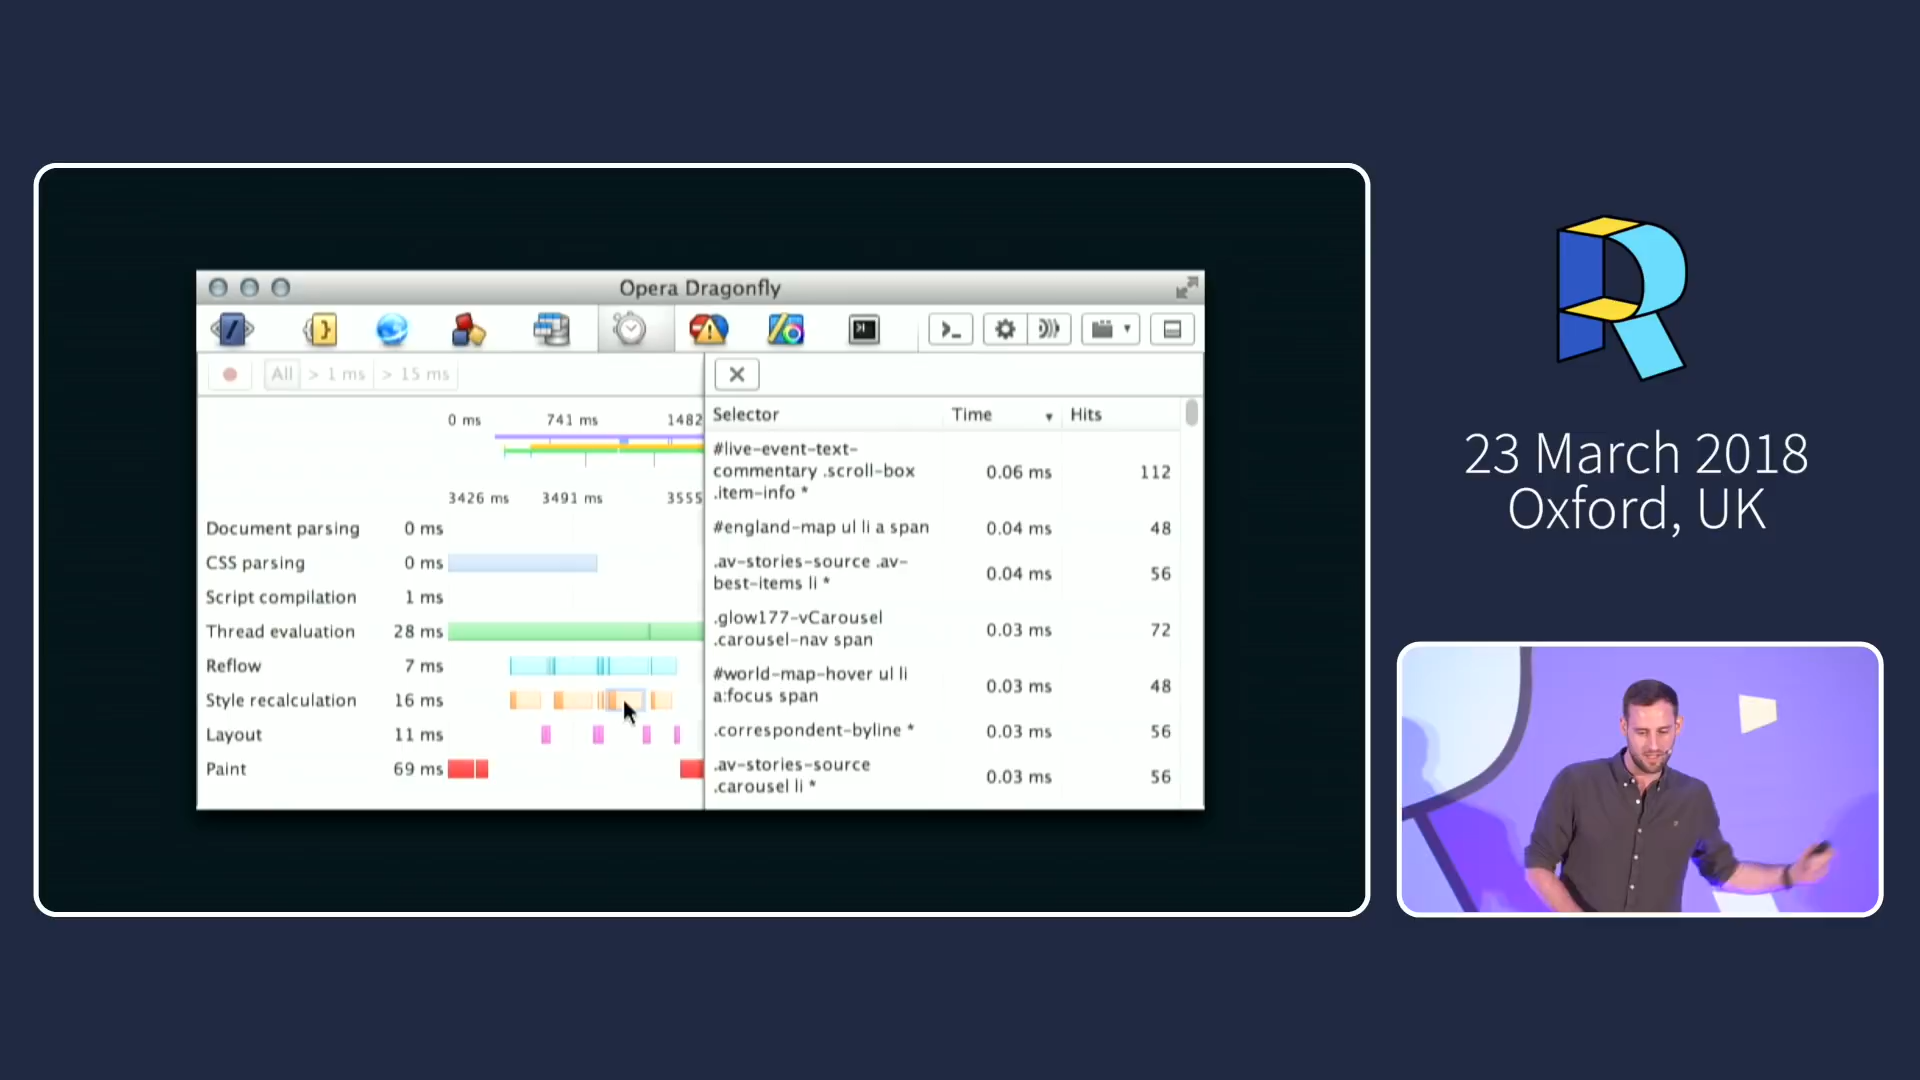 Opera Dragonfly
All > 1 ms > 15 ms
0 ms 741 ms 1482
3426 ms 3491 ms 3555
Document parsing 0 ms
CSS parsing 0 ms
Script compilation 1 ms
Thread evaluation 28 ms
Reflow 7 ms
Style recalculation 16 ms
Layout 11 ms
Paint 69 ms
Selector Time Hits
#live-event-text-
commentary .scroll-box
.item-info * 0.06 ms 112
#england-map ul li a span 0.04 ms 48
.av-stories-source .av-
best-items li * 0.04 ms 56
.glow177-vCarousel
.carousel-nav span 0.03 ms 72
#world-map-hover ul li
a:focus span 0.03 ms 48
.correspondent-byline * 0.03 ms 56
.av-stories-source
.carousel li * 0.03 ms 56
R
23 March 2018
Oxford, UK